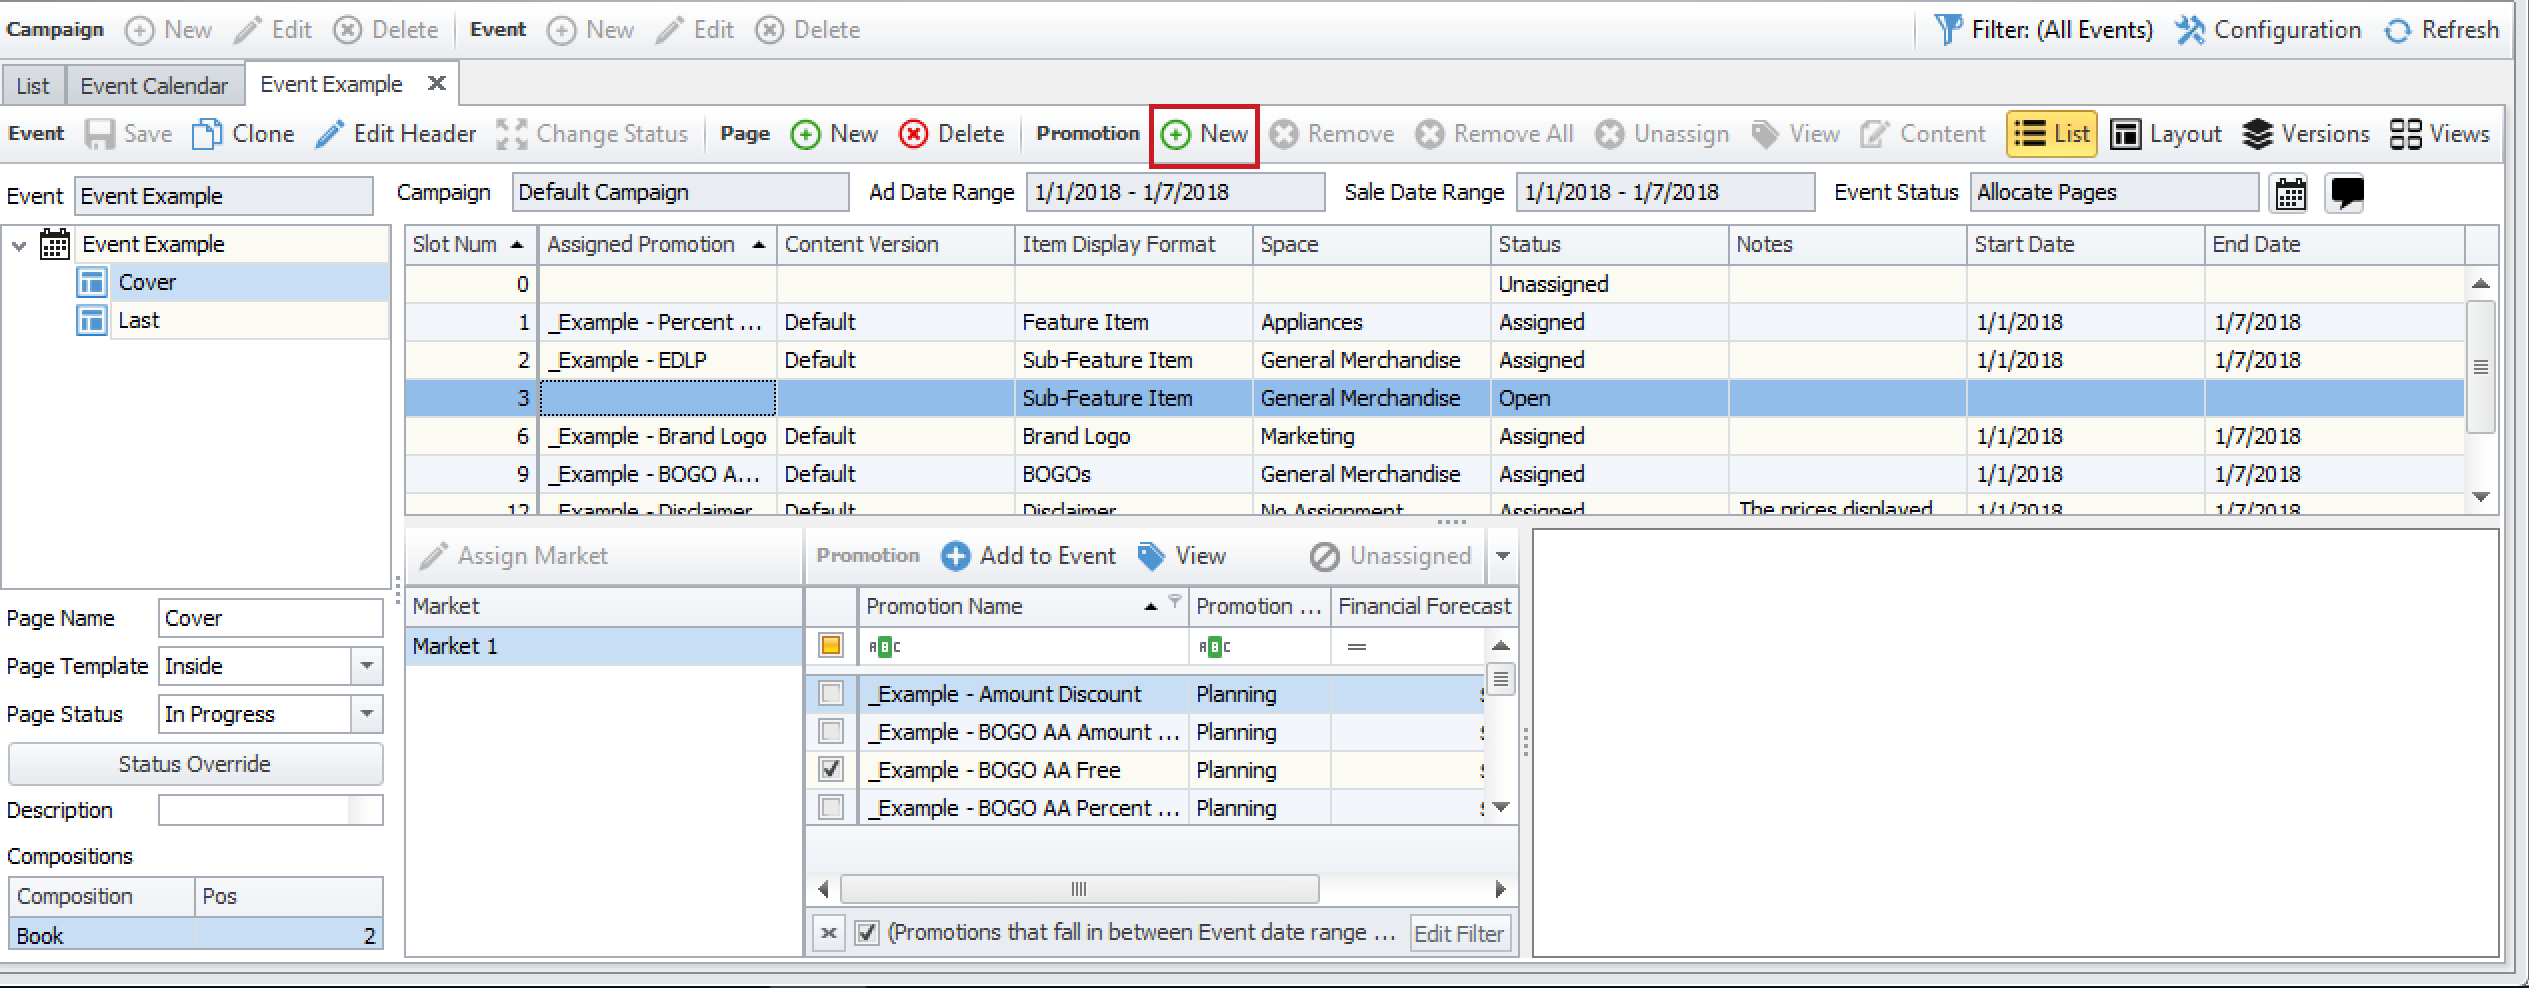 Campaign New Edit Delete Event New Edit Delete Filter: (All Events) Configuration Refresh
List Event Calendar Event Example
Event Save Clone Edit Header Change Status Page New Delete Promotion New Remove Remove All Unassign View Content List Layout Versions Views
Event Event Example Campaign Default Campaign Ad Date Range 1/1/2018 - 1/7/2018 Sale Date Range 1/1/2018 - 1/7/2018 Event Status Allocate Pages
Event Example
Cover
Last
Slot Num Assigned Promotion Content Version Item Display Format Space Status Notes Start Date End Date
0 Unassigned
1 _Example - Percent ... Default Feature Item Appliances Assigned 1/1/2018 1/7/2018
2 _Example - EDLP Default Sub-Feature Item General Merchandise Assigned 1/1/2018 1/7/2018
3 Sub-Feature Item General Merchandise Open
6 _Example - Brand Logo Default Brand Logo Marketing Assigned 1/1/2018 1/7/2018
9 _Example - BOGO A... Default BOGOs General Merchandise Assigned 1/1/2018 1/7/2018
12 _Example - Disclaimer Default Disclaimer No Assignment Assigned The prices displayed 1/1/2018 1/7/2018
Page Name Cover
Page Template Inside
Page Status In Progress
Status Override
Description
Compositions
Composition Pos
Book 2
Assign Market
Market
Market 1
Promotion Add to Event View Unassigned
Promotion Name Promotion ... Financial Forecast
ABC ABC =
_Example - Amount Discount Planning
_Example - BOGO AA Amount ... Planning
_Example - BOGO AA Free Planning
_Example - BOGO AA Percent ... Planning
(Promotions that fall in between Event date range ... Edit Filter